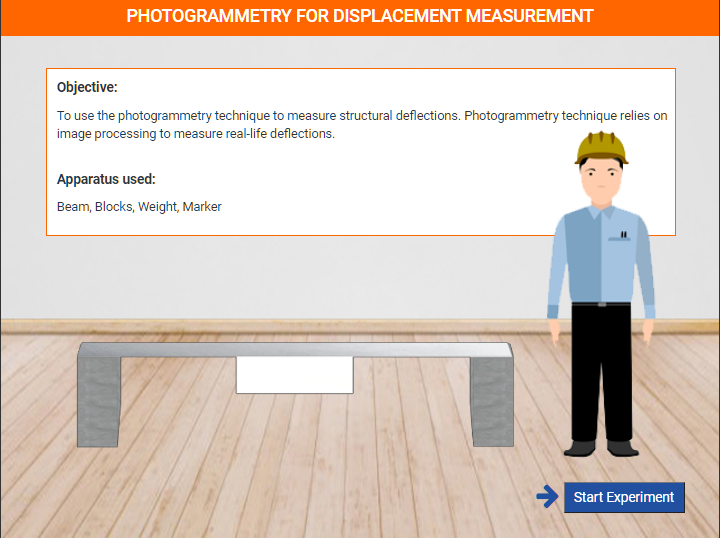 PHOTOGRAMMETRY FOR DISPLACEMENT MEASUREMENT
Objective:
To use the photogrammetry technique to measure structural deflections. Photogrammetry technique relies on
image processing to measure real-life deflections.
Apparatus used:
Beam, Blocks, Weight, Marker
Start Experiment